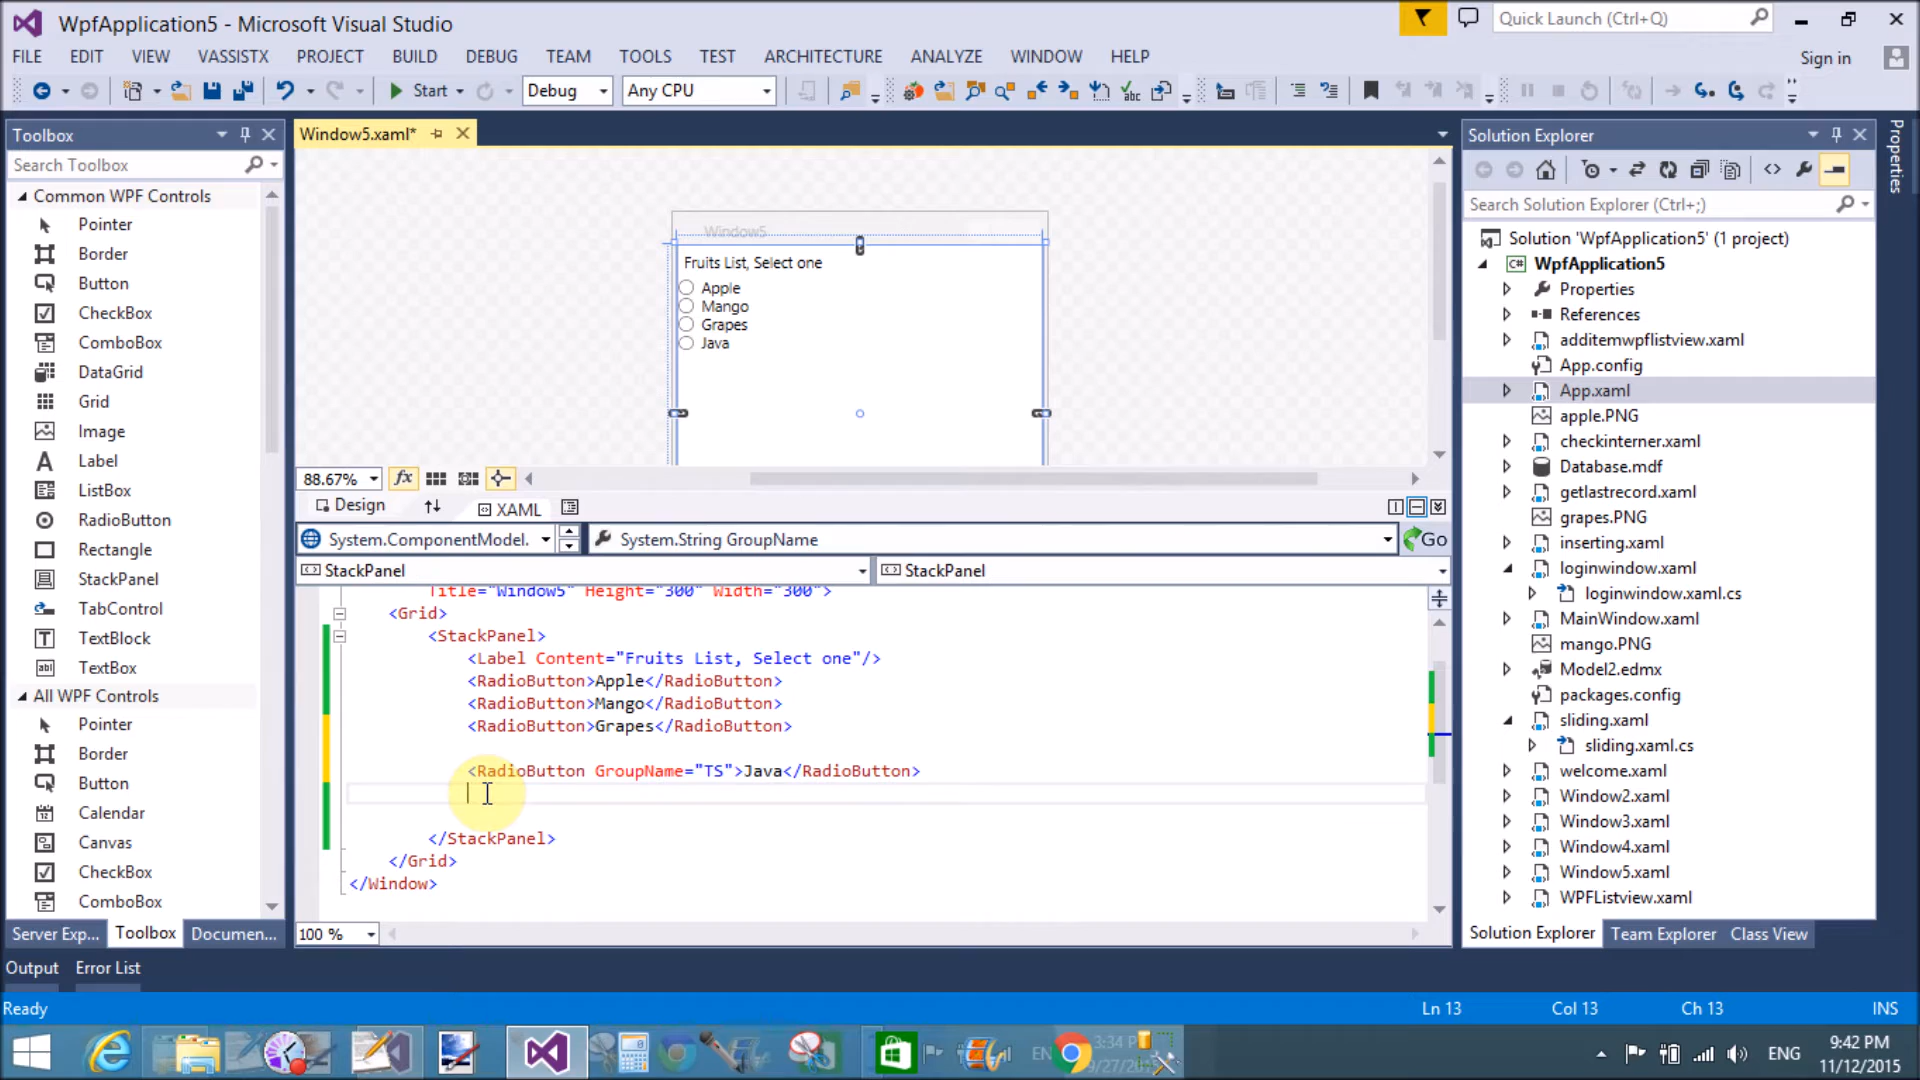 WpfApplication5 - Microsoft Visual Studio
Quick Launch (Ctrl+Q)
FILE EDIT VIEW VASSISTX PROJECT BUILD DEBUG TEAM TOOLS TEST ARCHITECTURE ANALYZE WINDOW HELP
Sign in
Start Debug Any CPU
Toolbox
Search Toolbox
Common WPF Controls
Pointer
Border
Button
CheckBox
ComboBox
DataGrid
Grid
Image
Label
ListBox
RadioButton
Rectangle
StackPanel
TabControl
TextBlock
TextBox
All WPF Controls
Pointer
Border
Button
Calendar
Canvas
CheckBox
ComboBox
Server Exp... Toolbox Documen...
Window5.xaml*
Window5
Fruits List, Select one
Apple
Mango
Grapes
Java
88.67%
Design XAML
System.ComponentModel. System.String GroupName Go
StackPanel StackPanel
Title="Window5" Height="300" Width="300">
<Grid>
<StackPanel>
<Label Content="Fruits List, Select one"/>
<RadioButton>Apple</RadioButton>
<RadioButton>Mango</RadioButton>
<RadioButton>Grapes</RadioButton>
<RadioButton GroupName="TS">Java</RadioButton>
</StackPanel>
</Grid>
</Window>
100 %
Solution Explorer
Search Solution Explorer (Ctrl+;)
Solution 'WpfApplication5' (1 project)
WpfApplication5
Properties
References
additemwpflistview.xaml
App.config
App.xaml
apple.PNG
checkinterner.xaml
Database.mdf
getlastrecord.xaml
grapes.PNG
inserting.xaml
loginwindow.xaml
loginwindow.xaml.cs
MainWindow.xaml
mango.PNG
Model2.edmx
packages.config
sliding.xaml
sliding.xaml.cs
welcome.xaml
Window2.xaml
Window3.xaml
Window4.xaml
Window5.xaml
WPFListview.xaml
Solution Explorer Team Explorer Class View
Properties
Output Error List
Ready Ln 13 Col 13 Ch 13 INS
EN 3:34 PM
9/27/20
ENG 9:42 PM
11/12/2015